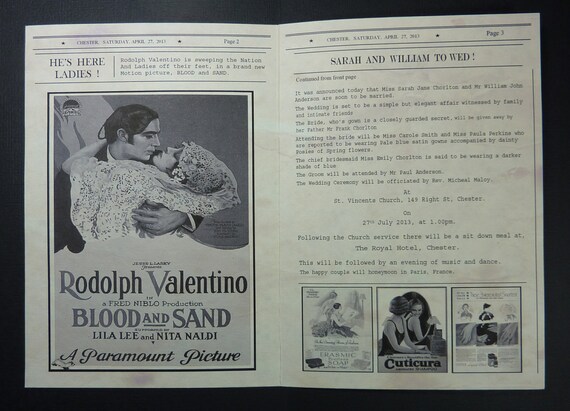 CHESTER, SATURDAY, APRIL 27, 2013
Page 2
HE'S HERE
LADIES !
Rodolph Valentino is sweeping the Nation
And Ladies off their feet, in a brand new
Motion picture, BLOOD and SAND.
JESSE L. LASKY
Presents
Rodolph Valentino
IN
a FRED NIBLO Production
BLOOD AND SAND
SUPPORTED BY
LILA LEE and NITA NALDI
A Paramount Picture
CHESTER, SATURDAY, APRIL 27, 2013
Page 3
SARAH AND WILLIAM TO WED !
Continued from front page
It was announced today that Miss Sarah Jane Chorlton and Mr William John
Anderson are soon to be married.
The Wedding is set to be a simple but elegant affair witnessed by family
and intimate friends
The Bride, who's gown is a closely guarded secret, will be given away by
her Father Mr Frank Chorlton
Attending the bride will be Miss Carole Smith and Miss Paula Perkins who
are reported to be wearing Pale Blue satin gowns accompanied by dainty
Posies of Spring flowers.
The chief bridesmaid Miss Emily Chorlton is said to be wearing a darker
shade of blue
The Groom will be attended by Mr Paul Anderson.
The Wedding Ceremony will be officiated by Rev. Micheal Maloy.
At
St. Vincents Church, 149 Right St, Chester.
On
27th July 2013, at 1.00pm.
Following the Church service there will be a sit down meal at,
The Royal Hotel, Chester.
This will be followed by an evening of music and dance.
The happy couple will honeymoon in Paris, France.
ERASMIC
SOAP
Cuticura